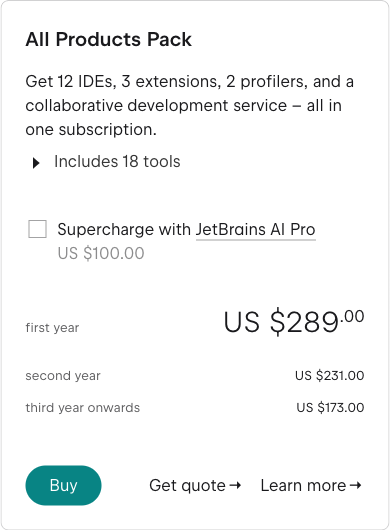 All Products Pack
Get 12 IDEs, 3 extensions, 2 profilers, and a
collaborative development service – all in
one subscription.
Includes 18 tools
Supercharge with JetBrains AI Pro
US $100.00
first year US $289.00
second year US $231.00
third year onwards US $173.00
Buy Get quote → Learn more →